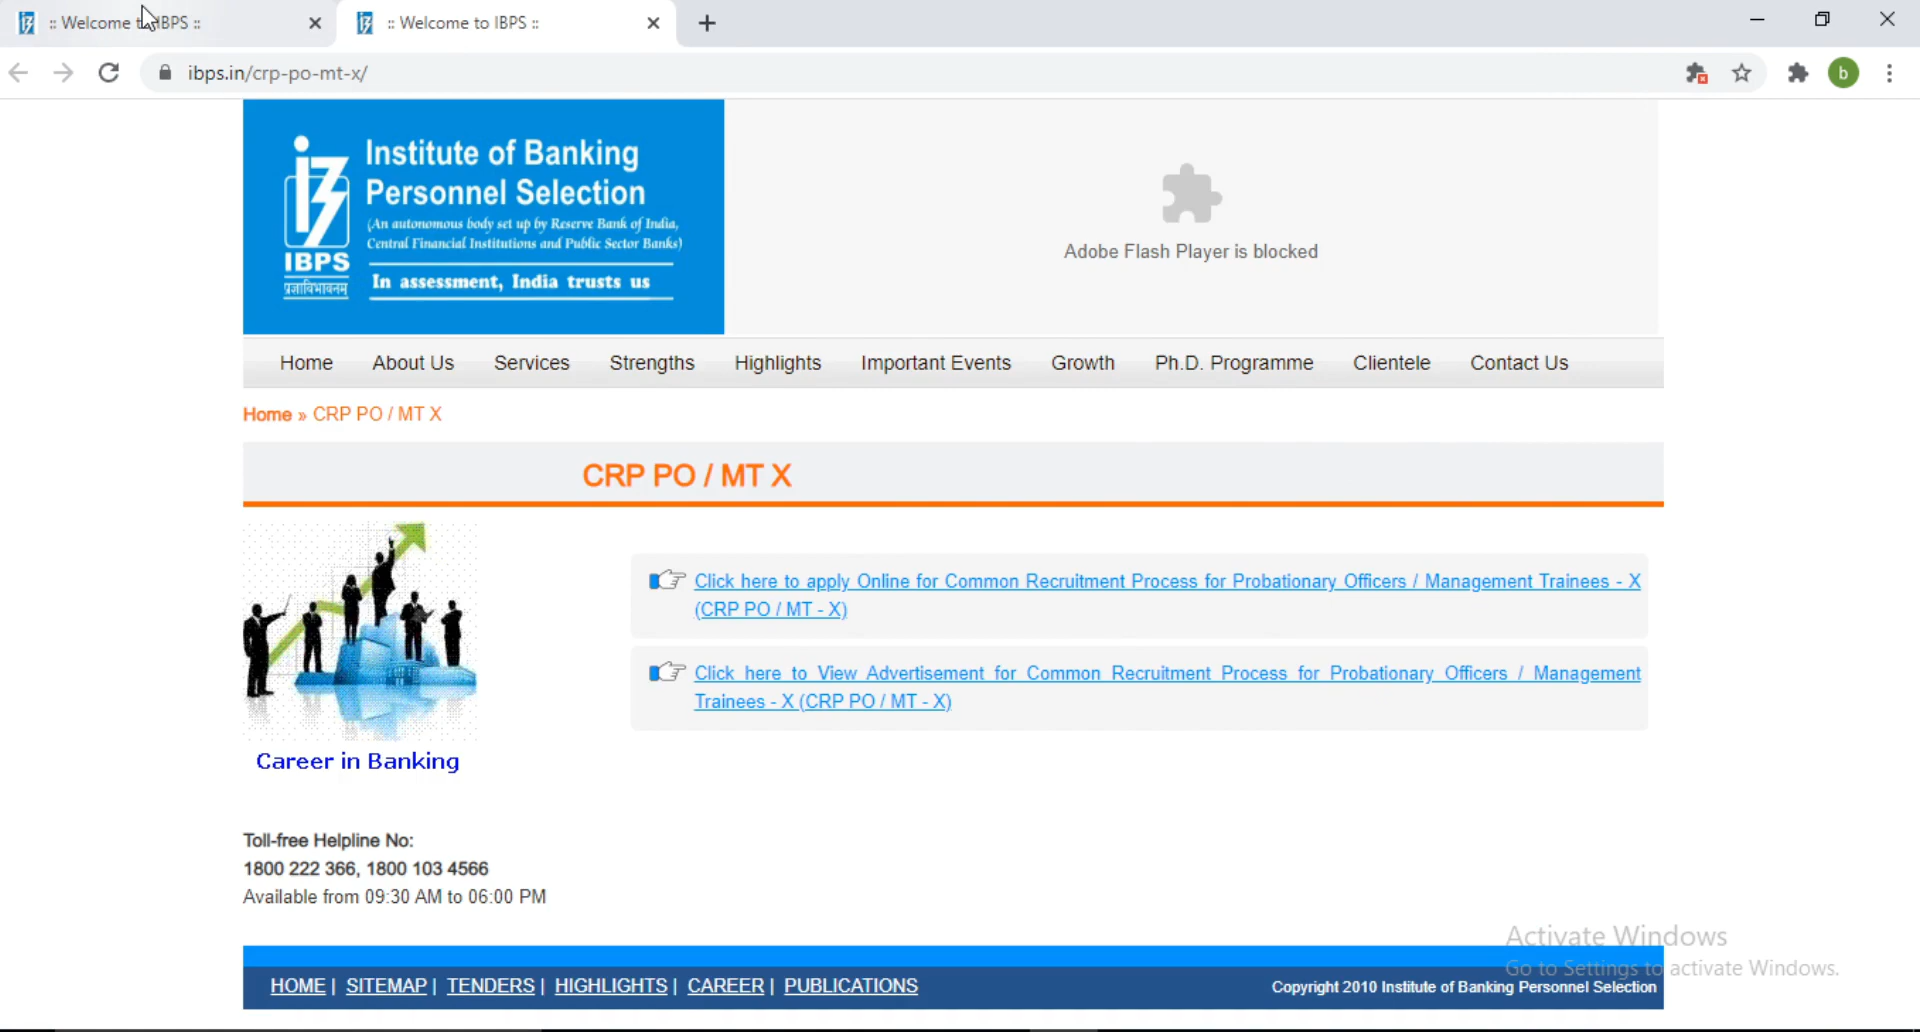 :: Welcome to IBPS ::
:: Welcome to IBPS ::
ibps.in/crp-po-mt-x/
b
Institute of Banking
Personnel Selection
(An autonomous body set up by Reserve Bank of India,
Central Financial Institutions and Public Sector Banks)
IBPS
प्रज्ञाविभावनम्
In assessment, India trusts us
Adobe Flash Player is blocked
Home About Us Services Strengths Highlights Important Events Growth Ph.D. Programme Clientele Contact Us
Home » CRP PO / MT X
CRP PO / MT X
Click here to apply Online for Common Recruitment Process for Probationary Officers / Management Trainees - X
(CRP PO / MT - X)
Click here to View Advertisement for Common Recruitment Process for Probationary Officers / Management
Trainees - X (CRP PO / MT - X)
Career in Banking
Toll-free Helpline No:
1800 222 366, 1800 103 4566
Available from 09:30 AM to 06:00 PM
Activate Windows
Go to Settings to activate Windows.
HOME | SITEMAP | TENDERS | HIGHLIGHTS | CAREER | PUBLICATIONS
Copyright 2010 Institute of Banking Personnel Selection